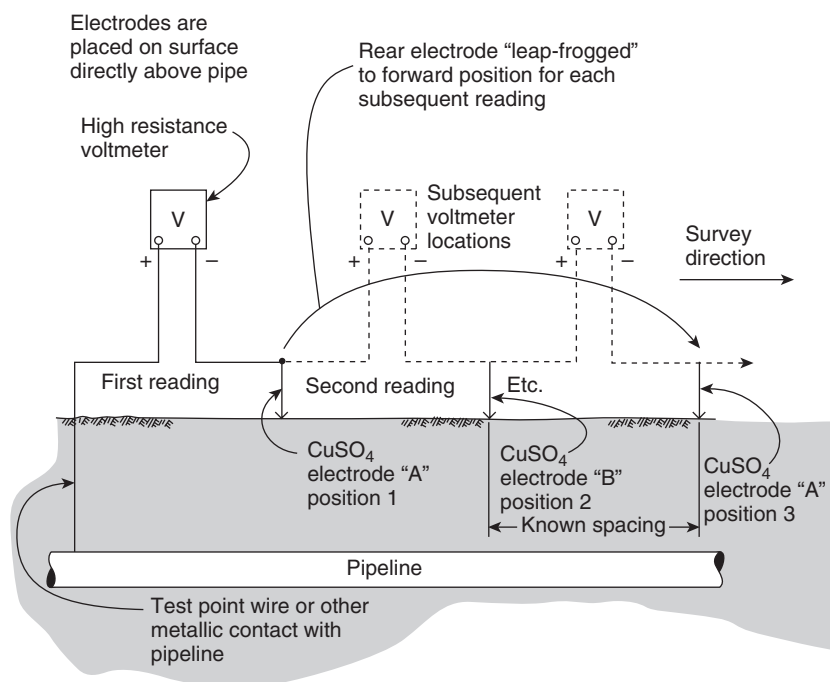 Electrodes are
placed on surface
directly above pipe
Rear electrode “leap-frogged”
to forward position for each
subsequent reading
High resistance
voltmeter
V
+ −
V
+ −
Subsequent
voltmeter
locations
V
+ −
Survey
direction
First reading
Second reading
Etc.
CuSO₄
electrode “A”
position 1
CuSO₄
electrode “B”
position 2
CuSO₄
electrode “A”
position 3
Known spacing
Pipeline
Test point wire or other
metallic contact with
pipeline